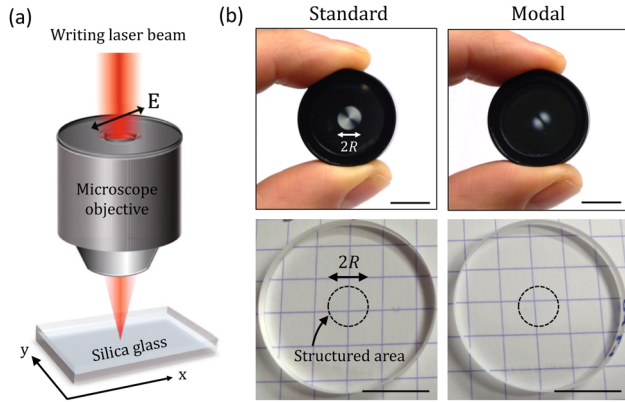 (a)
Writing laser beam
E
Microscope
objective
Silica glass
y
x
(b)
Standard
Modal
2R
2R
Structured area